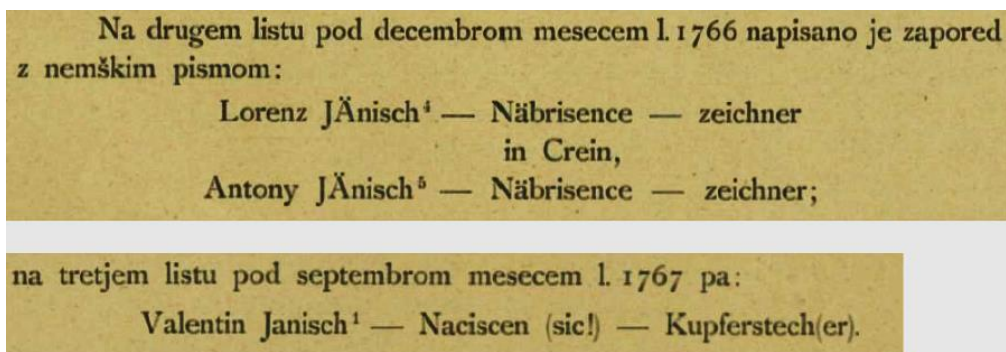 Na drugem listu pod decembrom mesecem l. 1766 napisano je zapored
z nemškim pismom:
Lorenz JÄnisch⁴ — Näbrisence — zeichner
in Crein,
Antony JÄnisch⁵ — Näbrisence — zeichner;
na tretjem listu pod septembrom mesecem l. 1767 pa:
Valentin Janisch¹ — Naciscen (sic!) — Kupferstech(er).